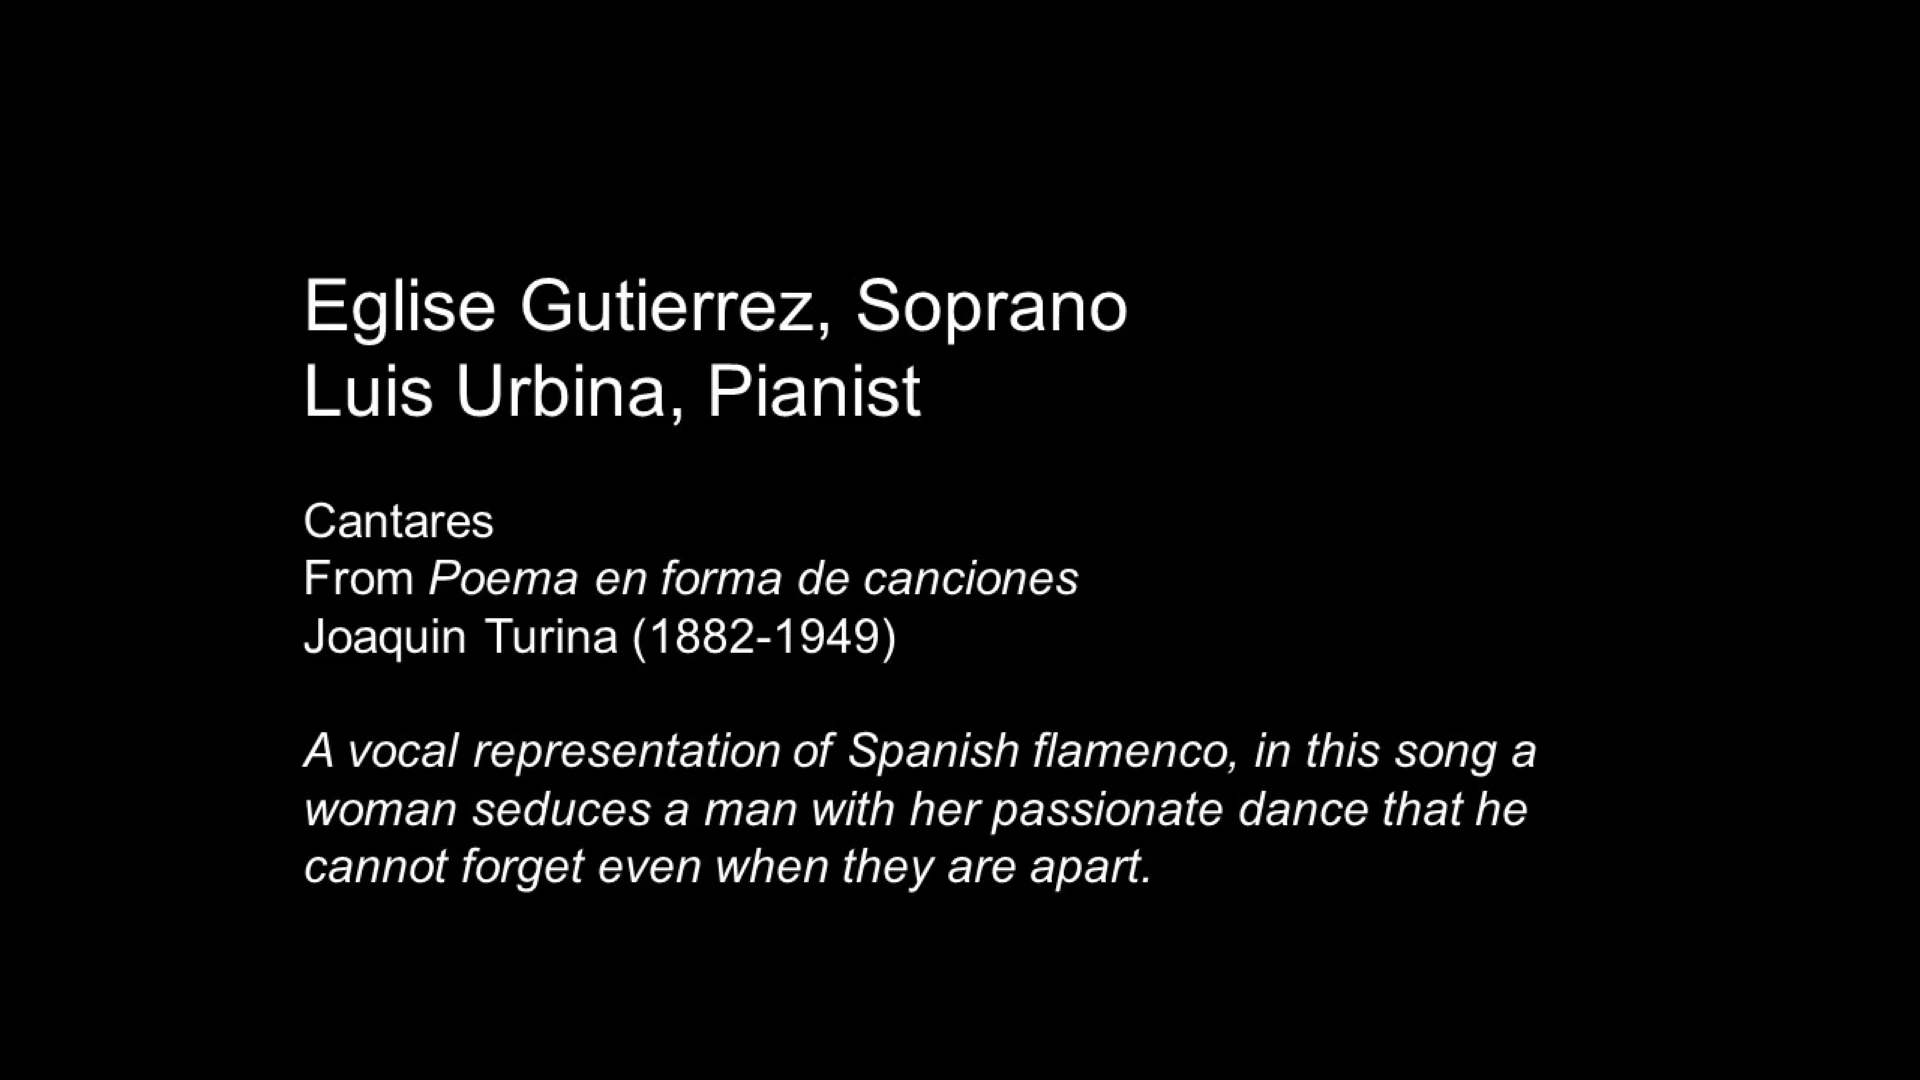 Eglise Gutierrez, Soprano
Luis Urbina, Pianist
Cantares
From Poema en forma de canciones
Joaquin Turina (1882-1949)
A vocal representation of Spanish flamenco, in this song a
woman seduces a man with her passionate dance that he
cannot forget even when they are apart.